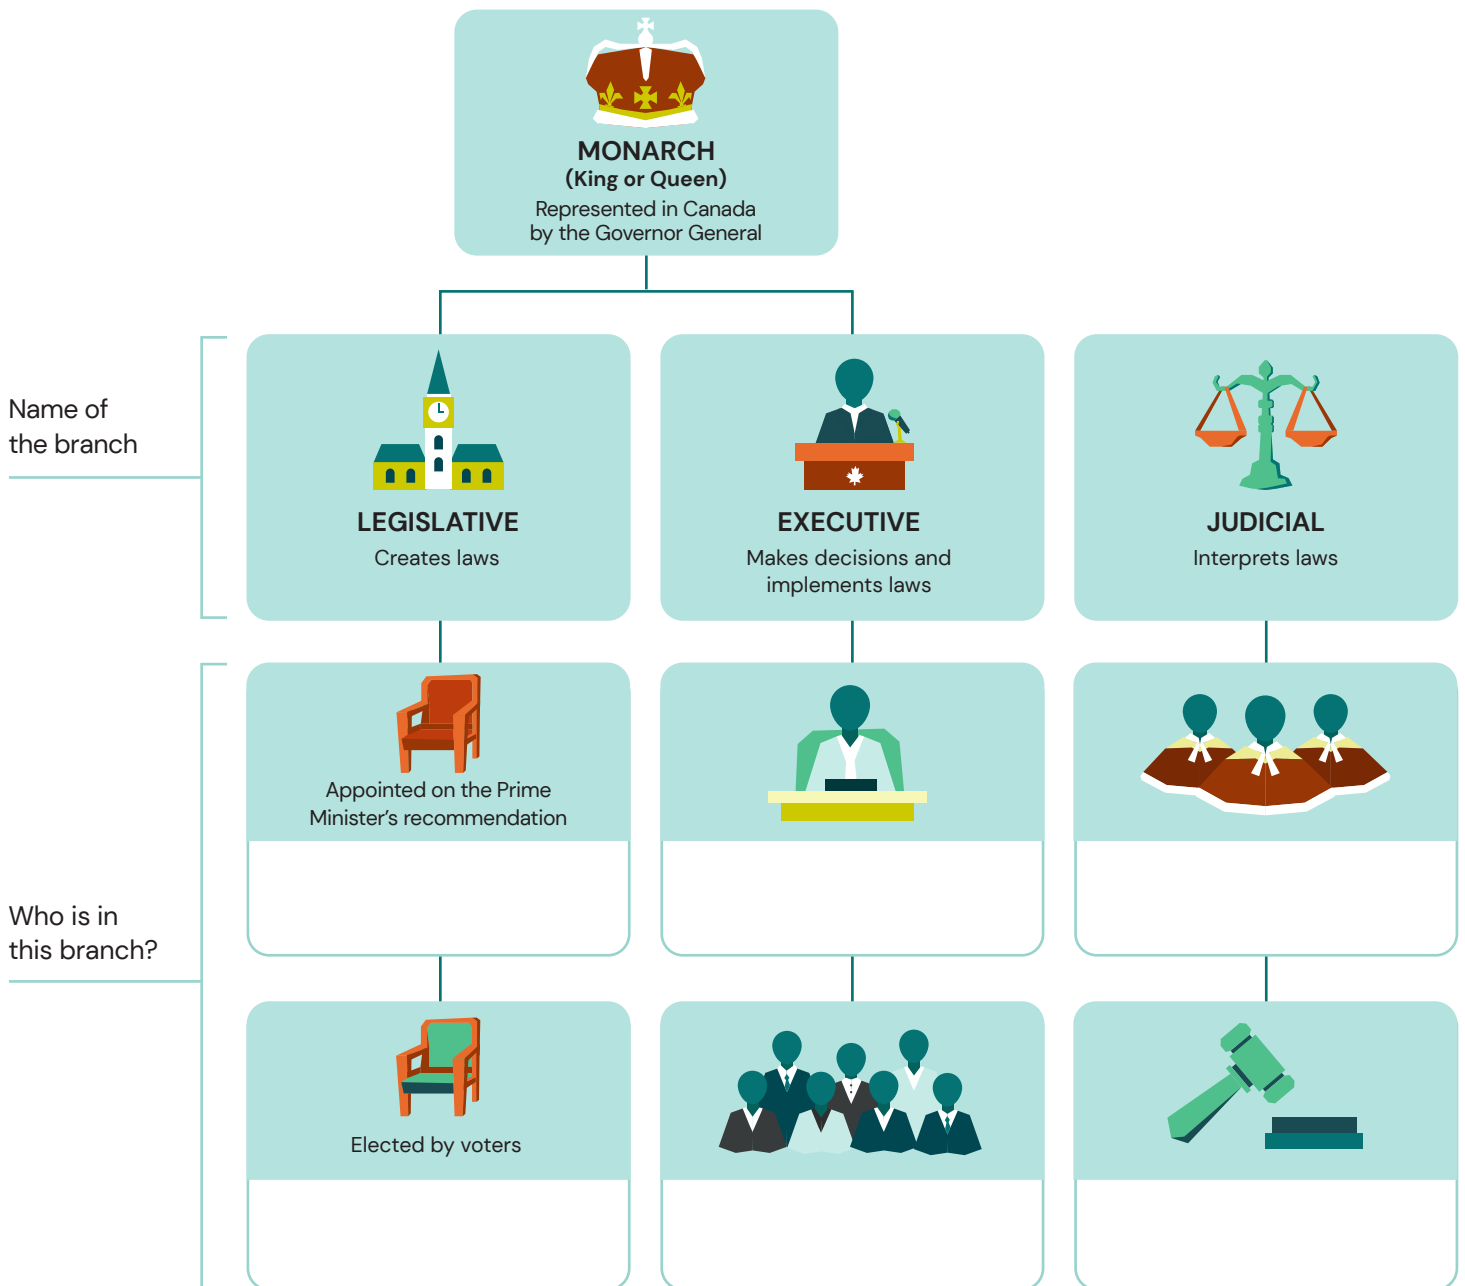 MONARCH
(King or Queen)
Represented in Canada
by the Governor General
Name of
the branch
LEGISLATIVE
Creates laws
EXECUTIVE
Makes decisions and
implements laws
JUDICIAL
Interprets laws
Who is in
this branch?
Appointed on the Prime
Minister’s recommendation
Elected by voters